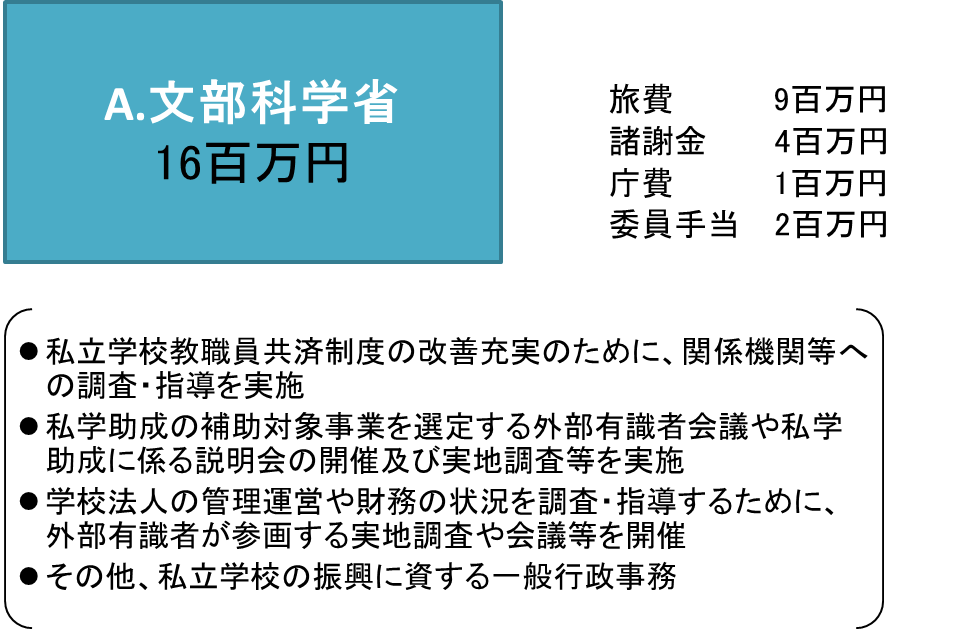 A.文部科学省
16百万円
旅費 9百万円
諸謝金 4百万円
庁費 1百万円
委員手当 2百万円
●私立学校教職員共済制度の改善充実のために、関係機関等へ
の調査・指導を実施
●私学助成の補助対象事業を選定する外部有識者会議や私学
助成に係る説明会の開催及び実地調査等を実施
●学校法人の管理運営や財務の状況を調査・指導するために、
外部有識者が参画する実地調査や会議等を開催
●その他、私立学校の振興に資する一般行政事務